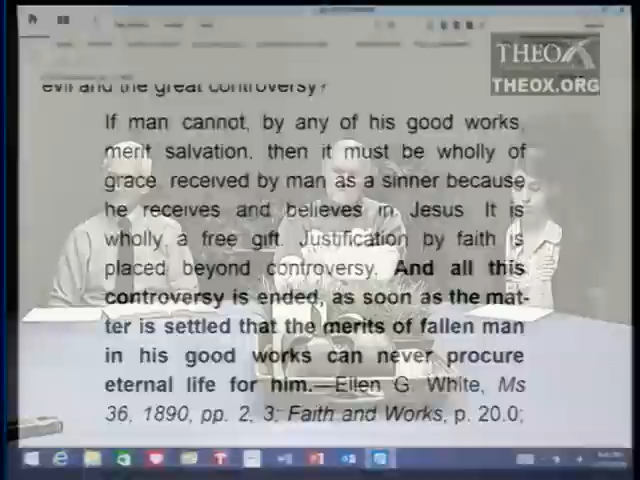 THEOX
THEOX.ORG
evil and the great controversy?
If man cannot, by any of his good works,
merit salvation, then it must be wholly of
grace, received by man as a sinner because
he receives and believes in Jesus. It is
wholly a free gift. Justification by faith is
placed beyond controversy. And all this
controversy is ended, as soon as the mat-
ter is settled that the merits of fallen man
in his good works can never procure
eternal life for him.—Ellen G. White, Ms
36, 1890, pp. 2, 3; Faith and Works, p. 20.0;